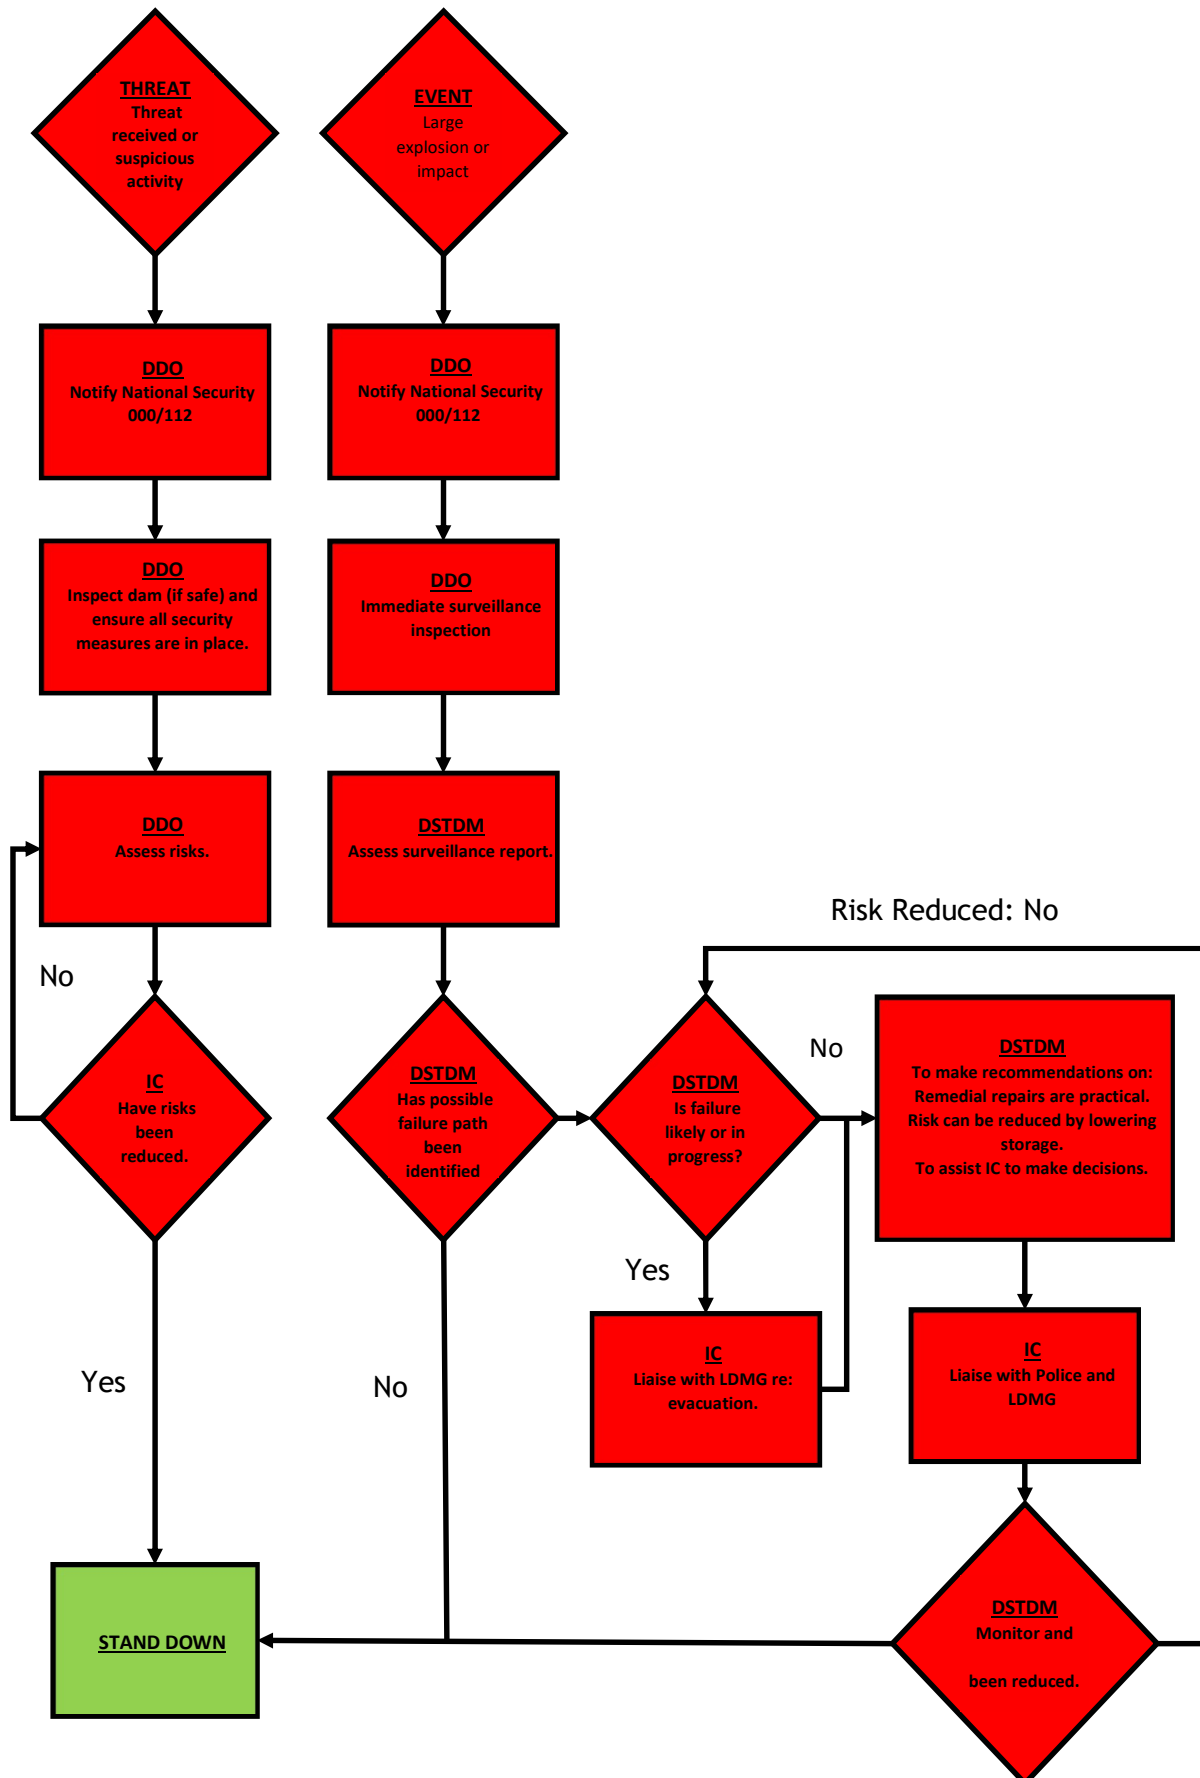 THREAT
Threat
received or
suspicious
activity
EVENT
Large
explosion or
impact
DDO
Notify National Security
000/112
DDO
Notify National Security
000/112
DDO
Inspect dam (if safe) and
ensure all security
measures are in place.
DDO
Immediate surveillance
inspection
DDO
Assess risks.
DSTDM
Assess surveillance report.
Risk Reduced: No
No
IC
Have risks
been
reduced.
DSTDM
Has possible
failure path
been
identified
DSTDM
Is failure
likely or in
progress?
No
DSTDM
To make recommendations on:
Remedial repairs are practical.
Risk can be reduced by lowering
storage.
To assist IC to make decisions.
Yes
IC
Liaise with LDMG re:
evacuation.
IC
Liaise with Police and
LDMG
Yes
No
STAND DOWN
DSTDM
Monitor and
been reduced.